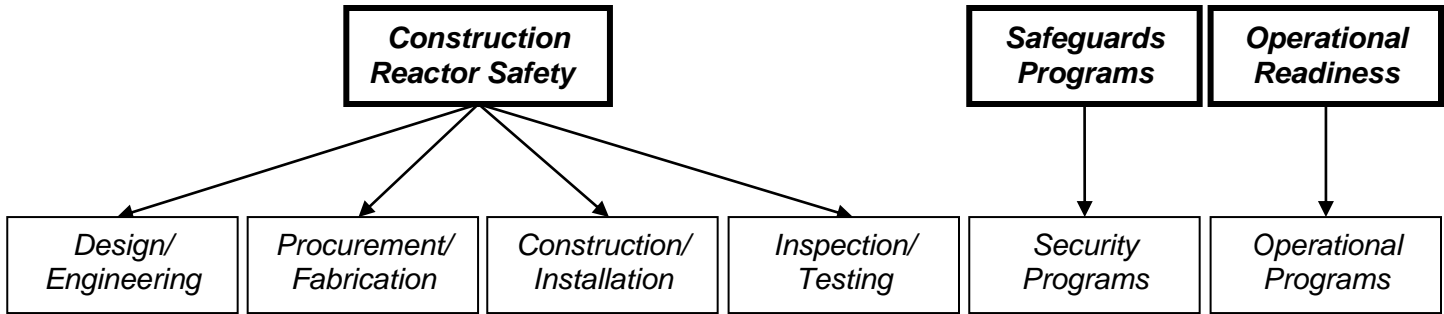 Construction
Reactor Safety
Safeguards
Programs
Operational
Readiness
Design/
Engineering
Procurement/
Fabrication
Construction/
Installation
Inspection/
Testing
Security
Programs
Operational
Programs